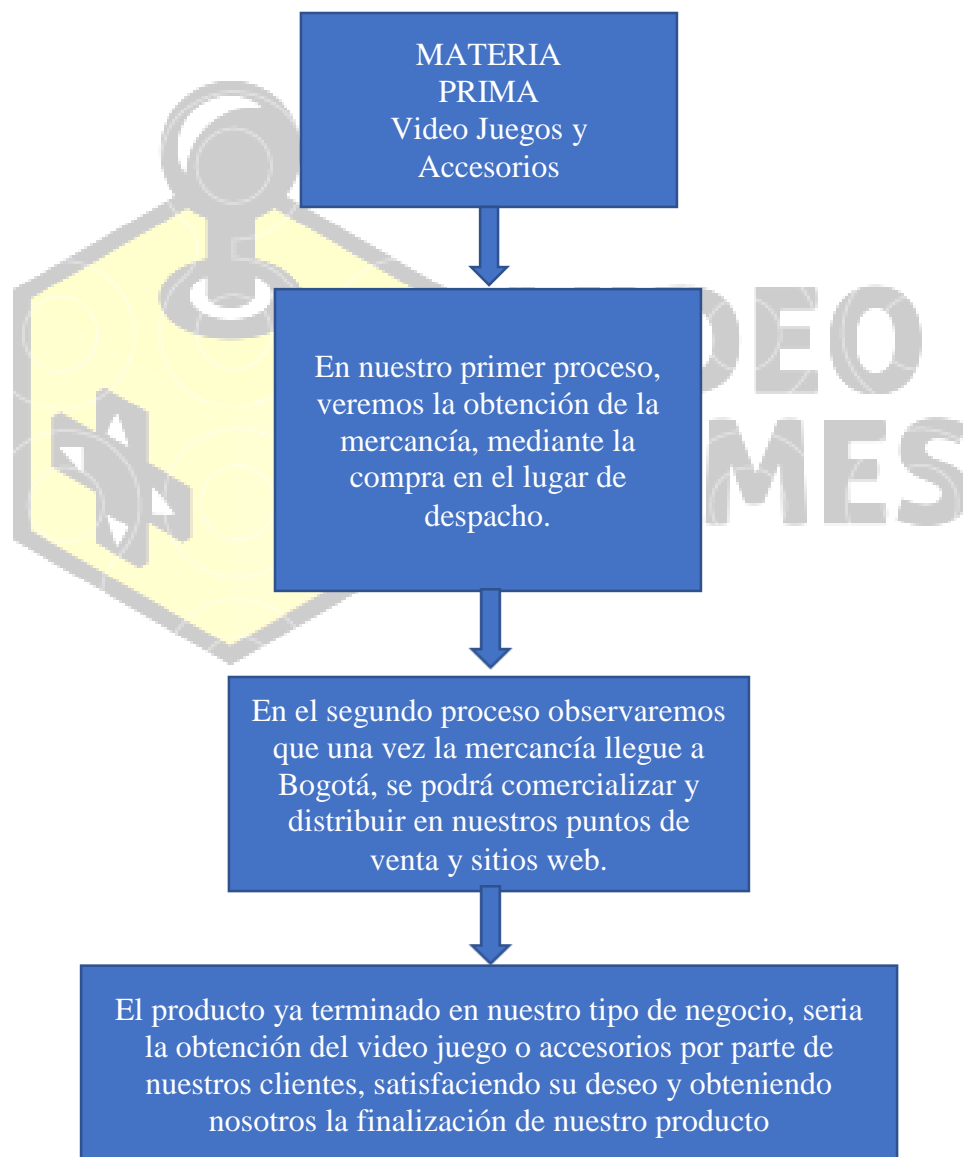 MATERIA
PRIMA
Video Juegos y
Accesorios
DEO
MES
En nuestro primer proceso,
veremos la obtención de la
mercancía, mediante la
compra en el lugar de
despacho.
En el segundo proceso observaremos
que una vez la mercancía llegue a
Bogotá, se podrá comercializar y
distribuir en nuestros puntos de
venta y sitios web.
El producto ya terminado en nuestro tipo de negocio, seria
la obtención del video juego o accesorios por parte de
nuestros clientes, satisfaciendo su deseo y obteniendo
nosotros la finalización de nuestro producto